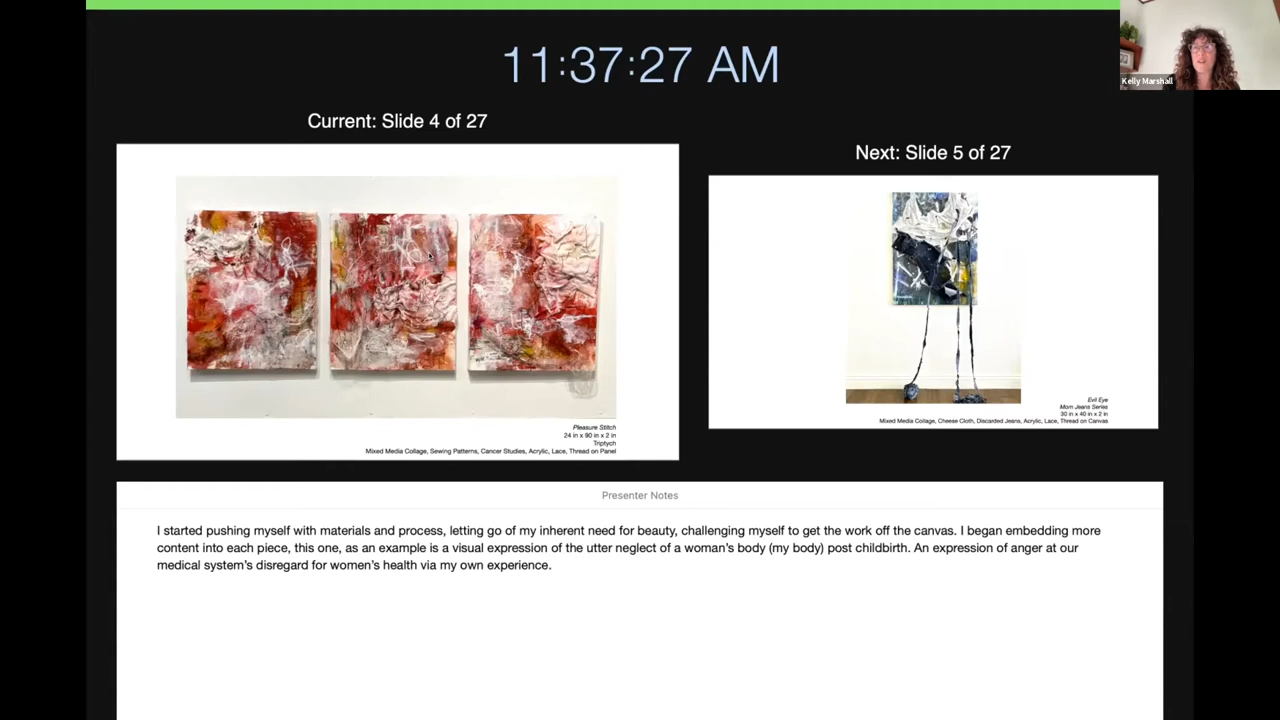 11:37:27 AM
Kelly Marshall
Current: Slide 4 of 27
Next: Slide 5 of 27
Pleasure Stitch
24 in x 90 in x 2 in
Triptych
Mixed Media Collage, Sewing Patterns, Cancer Studies, Acrylic, Lace, Thread on Panel
Evil Eye
Mom Jeans Series
30 in x 40 in x 2 in
Mixed Media Collage, Cheese Cloth, Discarded Jeans, Acrylic, Lace, Thread on Canvas
Presenter Notes
I started pushing myself with materials and process, letting go of my inherent need for beauty, challenging myself to get the work off the canvas. I began embedding more
content into each piece, this one, as an example is a visual expression of the utter neglect of a woman's body (my body) post childbirth. An expression of anger at our
medical system's disregard for women's health via my own experience.